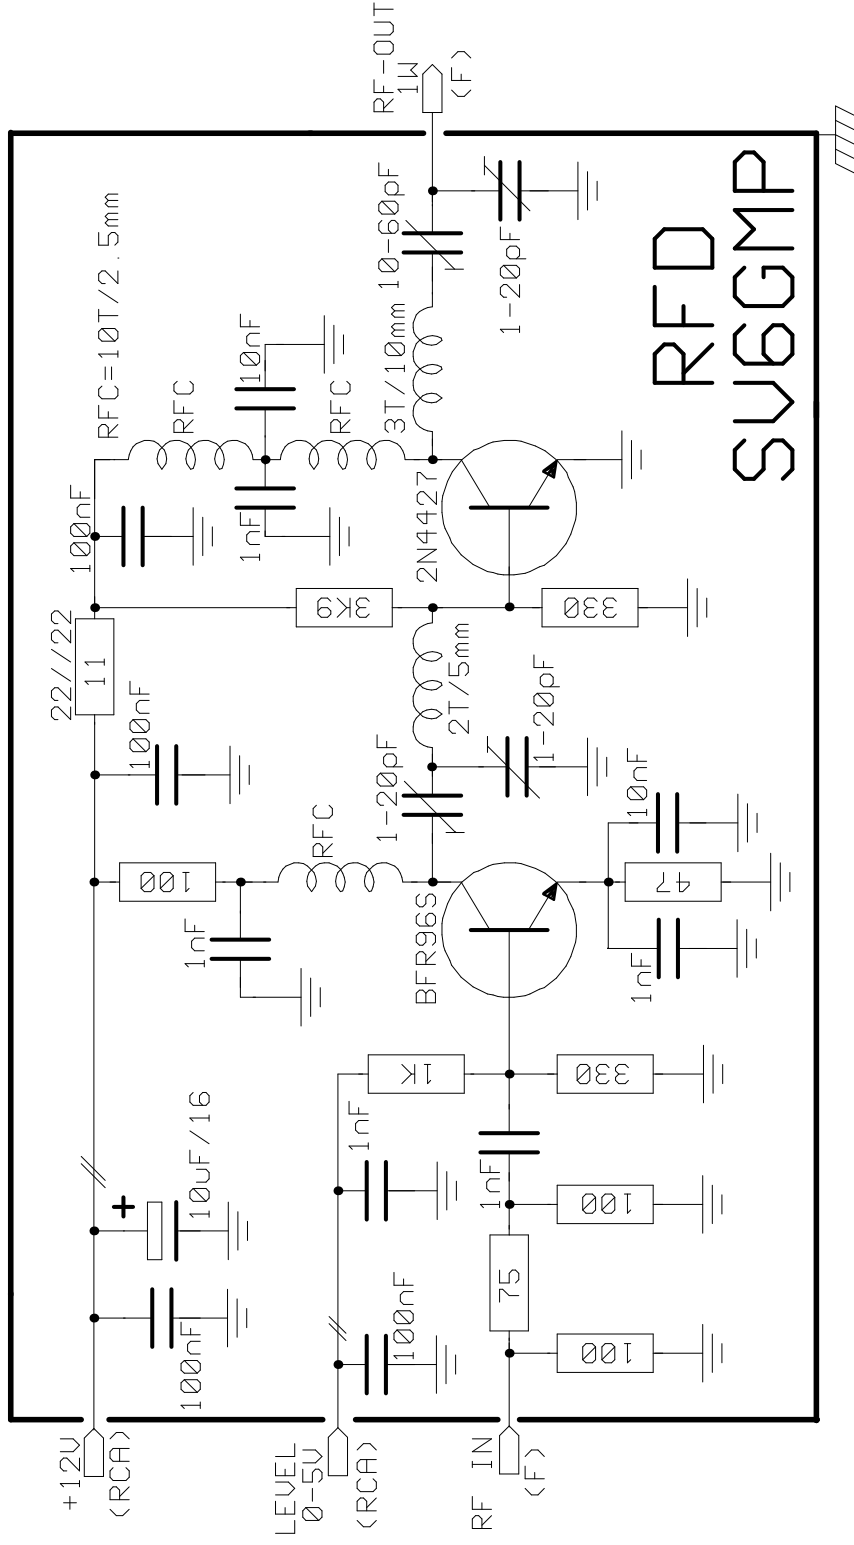 RFC=10T/2.5mm
22//22
11
100nF
RFC
10nF
1nF
RFC
100nF
100
1nF
RFC
3K9
2N4427
3T/10mm
10-60pF
RF-OUT
1W
(F)
1-20pF
2T/5mm
1-20pF
1-20pF
330
BFR96S
10nF
47
1nF
+12V
(RCA)
100nF
10uF/16
+
LEVEL
0-5V
(RCA)
100nF
1nF
1K
RF IN
(F)
75
1nF
100
100
330
RFD
SV6GMP